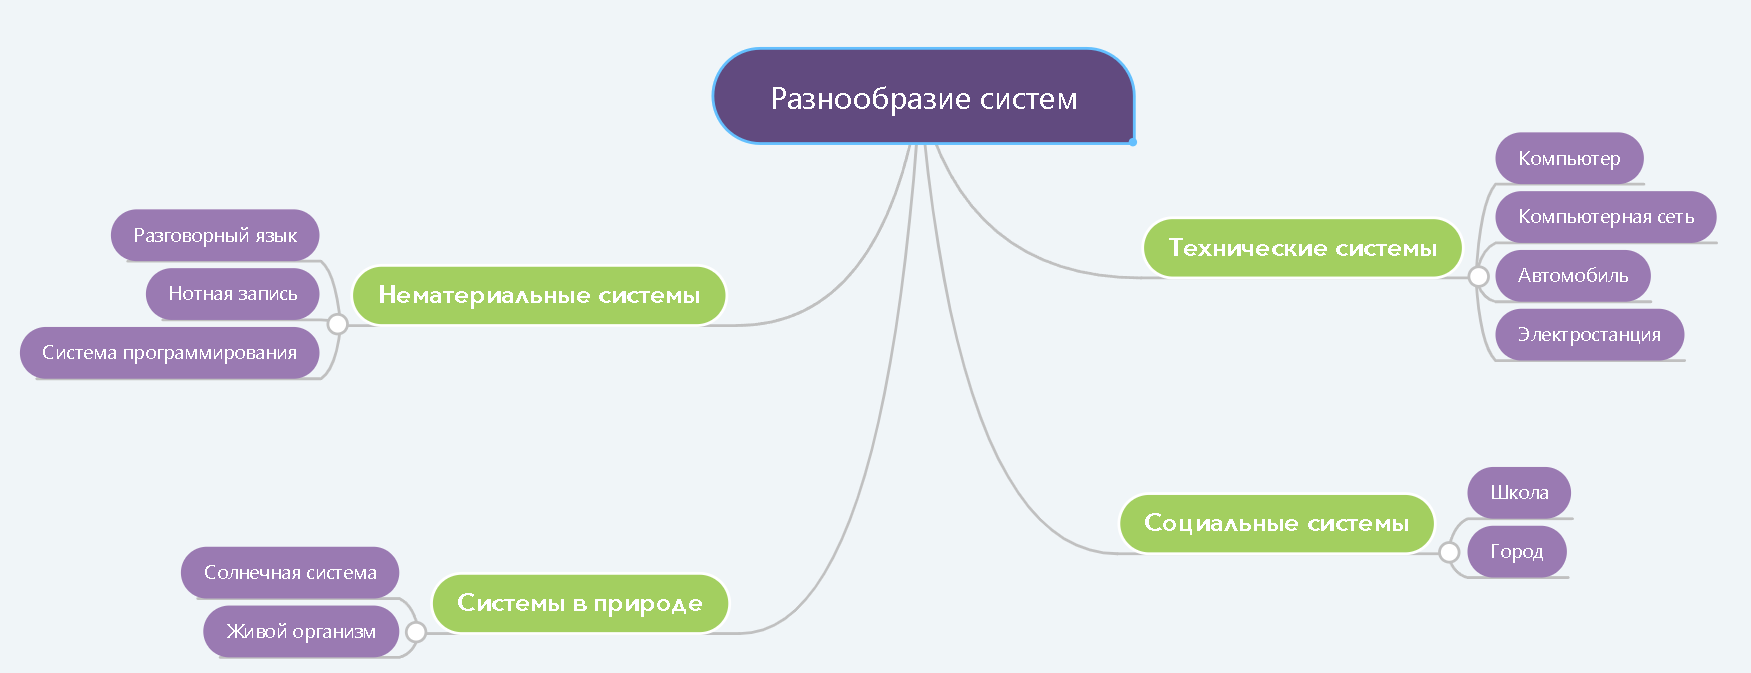 Разнообразие систем
Нематериальные системы
Разговорный язык
Нотная запись
Система программирования
Системы в природе
Солнечная система
Живой организм
Технические системы
Компьютер
Компьютерная сеть
Автомобиль
Электростанция
Социальные системы
Школа
Город